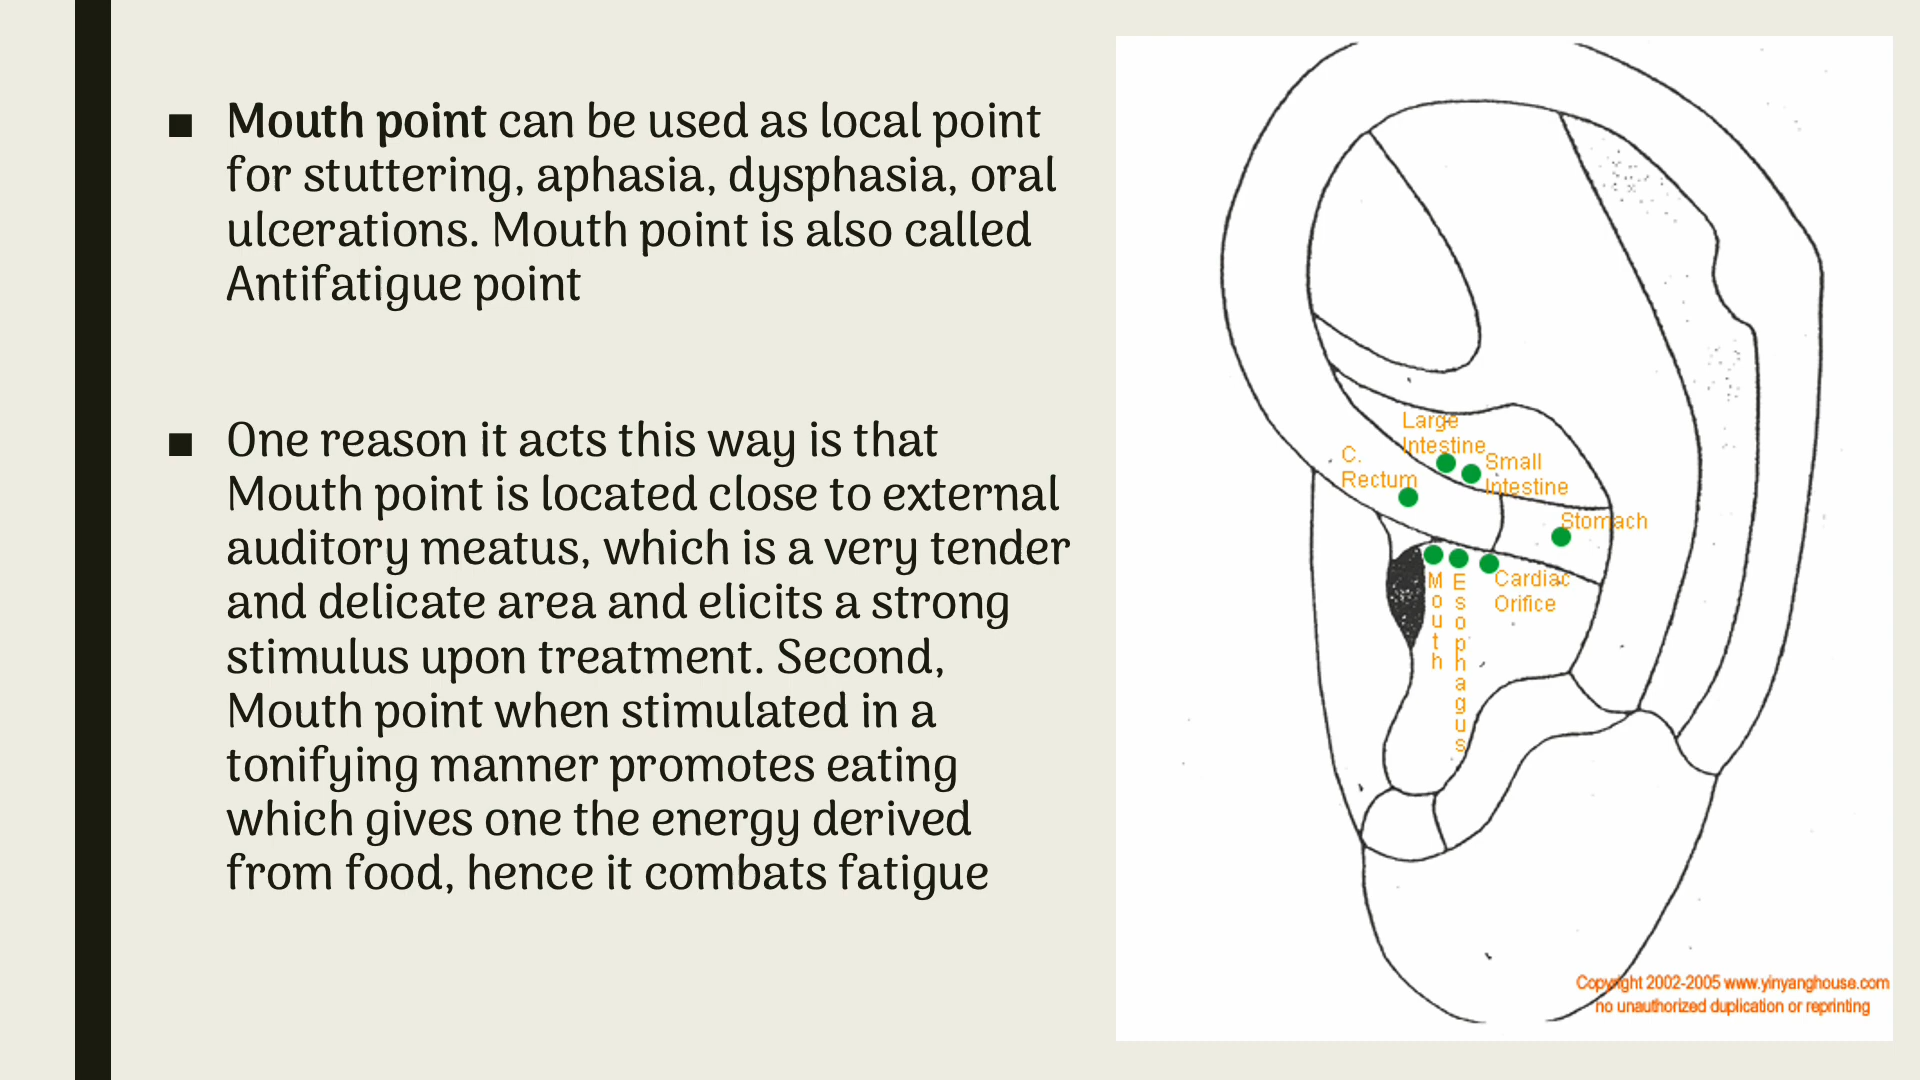 ■ Mouth point can be used as local point
for stuttering, aphasia, dysphasia, oral
ulcerations. Mouth point is also called
Antifatigue point
■ One reason it acts this way is that
Mouth point is located close to external
auditory meatus, which is a very tender
and delicate area and elicits a strong
stimulus upon treatment. Second,
Mouth point when stimulated in a
tonifying manner promotes eating
which gives one the energy derived
from food, hence it combats fatigue
Large
Intestine
C.
Rectum
Small
Intestine
Stomach
Mouth
Esophagus
Cardiac
Orifice
Copyright 2002-2005 www.yinyanghouse.com
no unauthorized duplication or reprinting